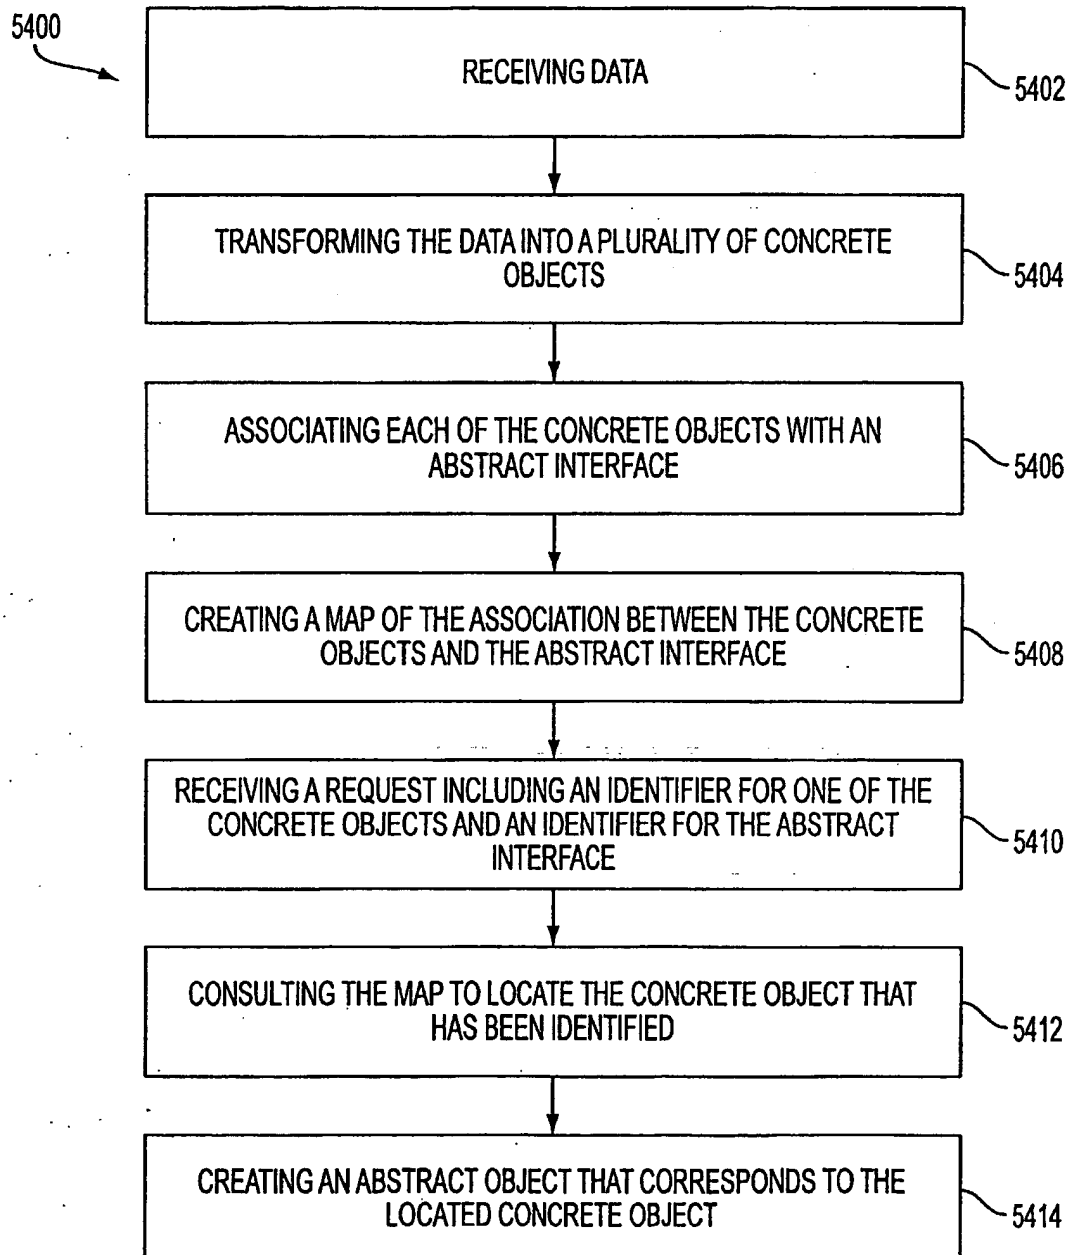 5400
RECEIVING DATA
5402
TRANSFORMING THE DATA INTO A PLURALITY OF CONCRETE
OBJECTS
5404
ASSOCIATING EACH OF THE CONCRETE OBJECTS WITH AN
ABSTRACT INTERFACE
5406
CREATING A MAP OF THE ASSOCIATION BETWEEN THE CONCRETE
OBJECTS AND THE ABSTRACT INTERFACE
5408
RECEIVING A REQUEST INCLUDING AN IDENTIFIER FOR ONE OF THE
CONCRETE OBJECTS AND AN IDENTIFIER FOR THE ABSTRACT
INTERFACE
5410
CONSULTING THE MAP TO LOCATE THE CONCRETE OBJECT THAT
HAS BEEN IDENTIFIED
5412
CREATING AN ABSTRACT OBJECT THAT CORRESPONDS TO THE
LOCATED CONCRETE OBJECT
5414